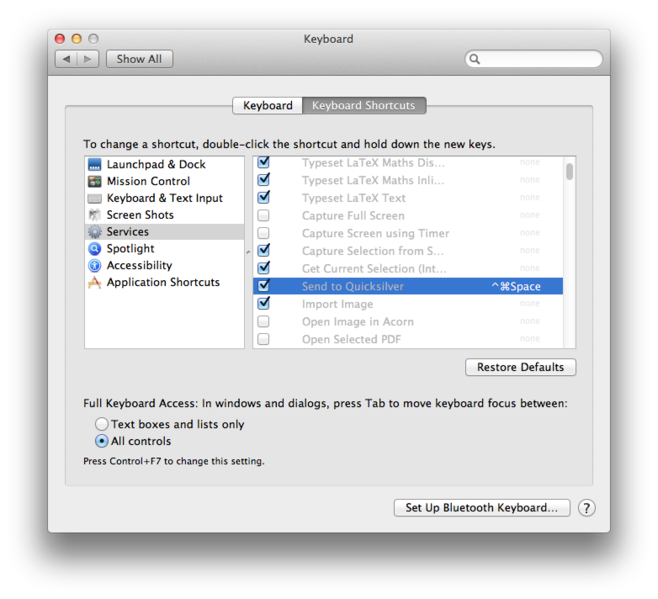 Keyboard
Show All
Keyboard Keyboard Shortcuts
To change a shortcut, double-click the shortcut and hold down the new keys.
Launchpad & Dock
Mission Control
Keyboard & Text Input
Screen Shots
Services
Spotlight
Accessibility
Application Shortcuts
Typeset LaTeX Maths Dis... none
Typeset LaTeX Maths Inli... none
Typeset LaTeX Text none
Capture Full Screen none
Capture Screen using Timer none
Capture Selection from S... none
Get Current Selection (Int... none
Send to Quicksilver ^⌘Space
Import Image none
Open Image in Acorn none
Open Selected PDF none
Restore Defaults
Full Keyboard Access: In windows and dialogs, press Tab to move keyboard focus between:
Text boxes and lists only
All controls
Press Control+F7 to change this setting.
Set Up Bluetooth Keyboard... ?